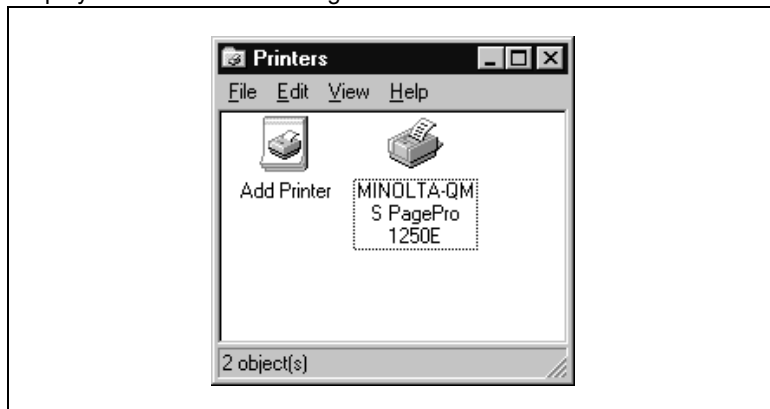 Printers
File Edit View Help
Add Printer
MINOLTA-QM
S PagePro
1250E
2 object(s)